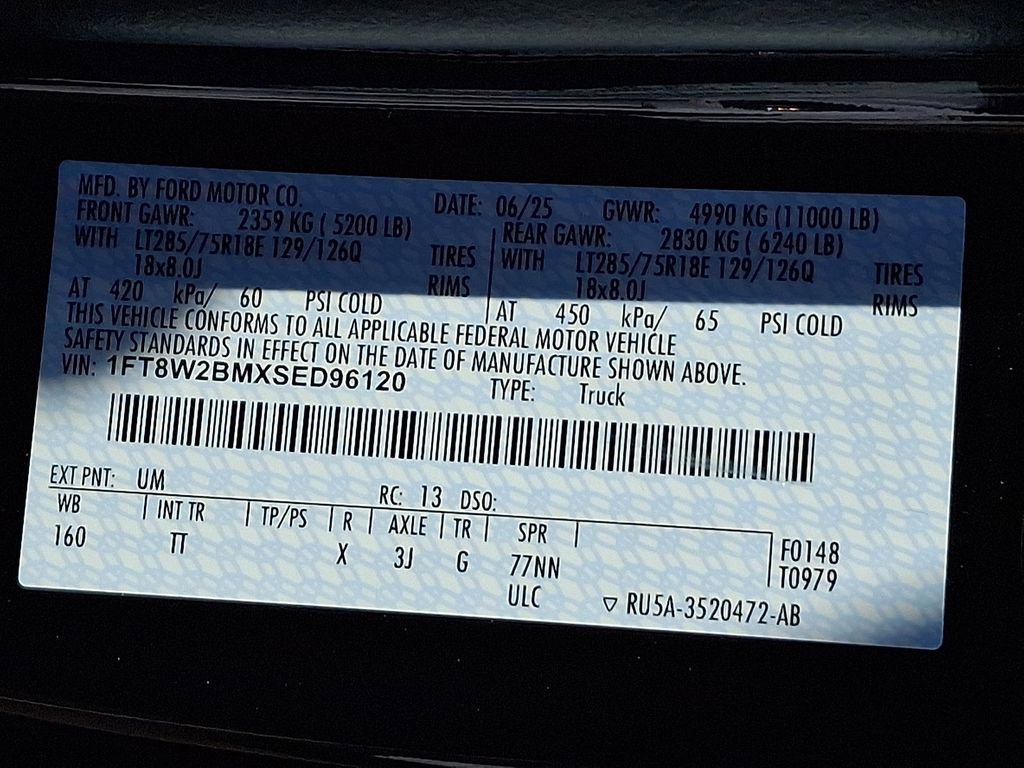 MFD. BY FORD MOTOR CO.
DATE: 06/25 GVWR: 4990 KG (11000 LB)
FRONT GAWR: 2359 KG ( 5200 LB) REAR GAWR: 2830 KG ( 6240 LB)
WITH LT285/75R18E 129/126Q TIRES WITH LT285/75R18E 129/126Q TIRES
18x8.0J RIMS 18x8.0J RIMS
AT 420 kPa/ 60 PSI COLD AT 450 kPa/ 65 PSI COLD
THIS VEHICLE CONFORMS TO ALL APPLICABLE FEDERAL MOTOR VEHICLE
SAFETY STANDARDS IN EFFECT ON THE DATE OF MANUFACTURE SHOWN ABOVE.
VIN: 1FT8W2BMXSED96120 TYPE: Truck
EXT PNT: UM RC: 13 DSO:
WB INT TR TP/PS R AXLE TR SPR
160 TT X 3J G 77NN
F0148
T0979
ULC ▽ RU5A-3520472-AB